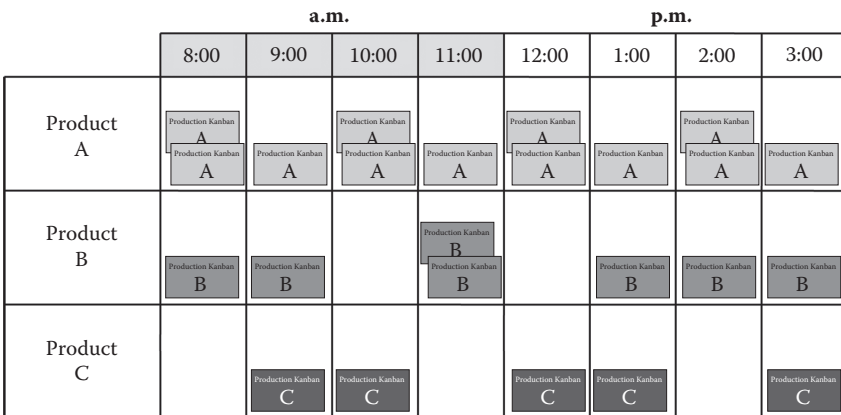 a.m. p.m.
8:00 9:00 10:00 11:00 12:00 1:00 2:00 3:00
Product
A
Production Kanban Production Kanban Production Kanban Production Kanban
A A A A
Production Kanban Production Kanban Production Kanban Production Kanban Production Kanban Production Kanban Production Kanban Production Kanban
A A A A A A A A
Product
B
Production Kanban
B
Production Kanban Production Kanban Production Kanban Production Kanban Production Kanban Production Kanban
B B B B B B
Product
C
Production Kanban Production Kanban Production Kanban Production Kanban Production Kanban
C C C C C